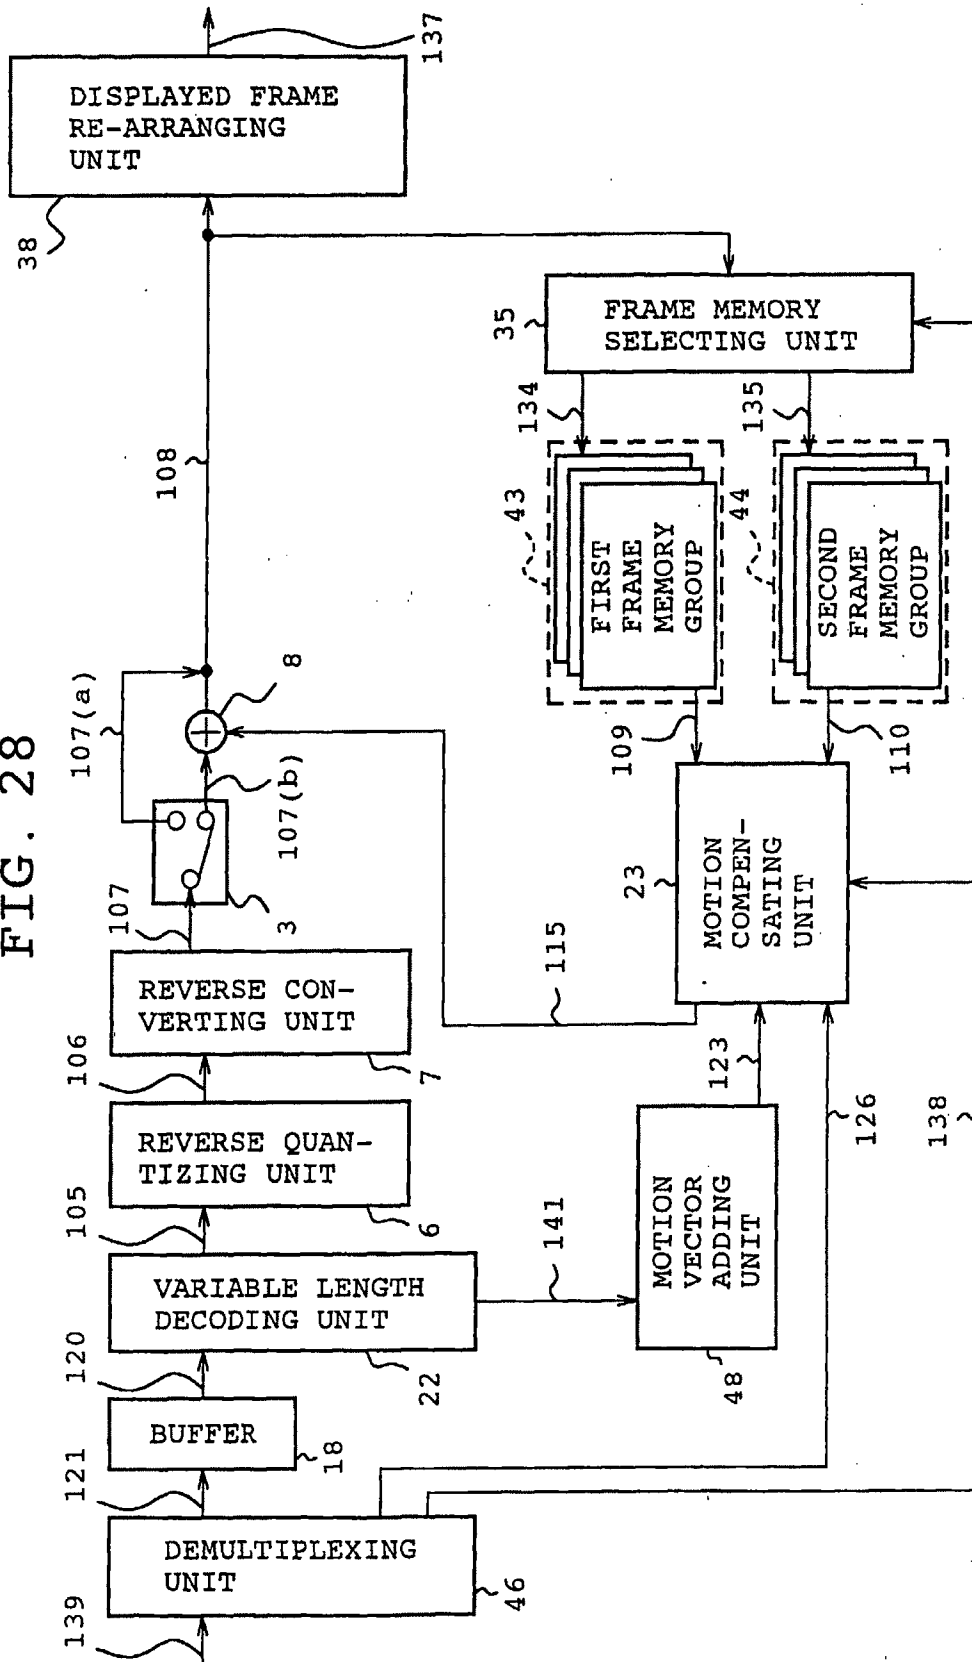 FIG. 28
139
DEMULTIPLEXING
UNIT
46
121
BUFFER
18
120
VARIABLE LENGTH
DECODING UNIT
22
105
REVERSE QUAN-
TIZING UNIT
6
106
REVERSE CON-
VERTING UNIT
7
107
3
107(a)
107(b)
8
108
38
DISPLAYED FRAME
RE-ARRANGING
UNIT
137
141
MOTION
VECTOR
ADDING
UNIT
48
123
126
138
115
23
MOTION
COMPEN-
SATING
UNIT
109
110
43
FIRST
FRAME
MEMORY
GROUP
44
SECOND
FRAME
MEMORY
GROUP
134
135
35
FRAME MEMORY
SELECTING UNIT